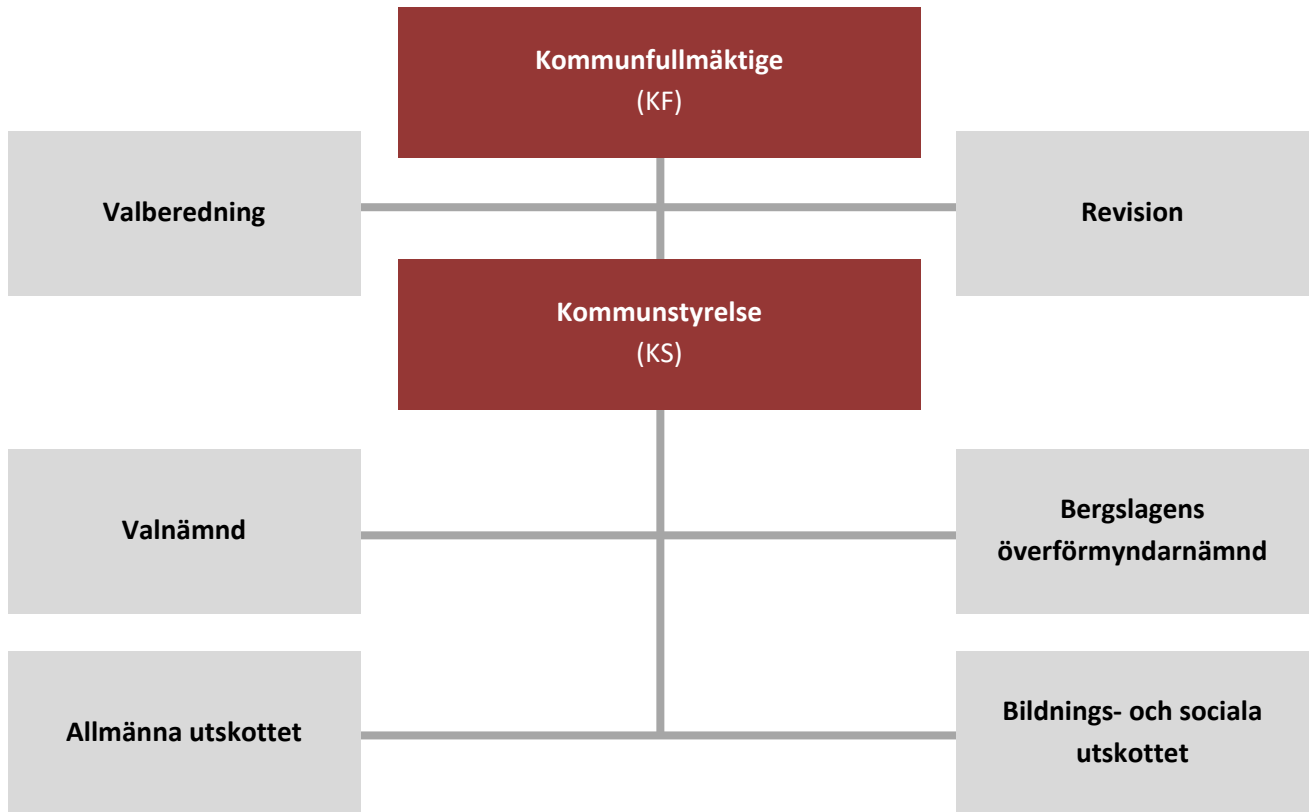 Kommunfullmäktige
(KF)
Valberedning
Revision
Kommunstyrelse
(KS)
Valnämnd
Bergslagens
överförmyndarnämnd
Allmänna utskottet
Bildnings- och sociala
utskottet